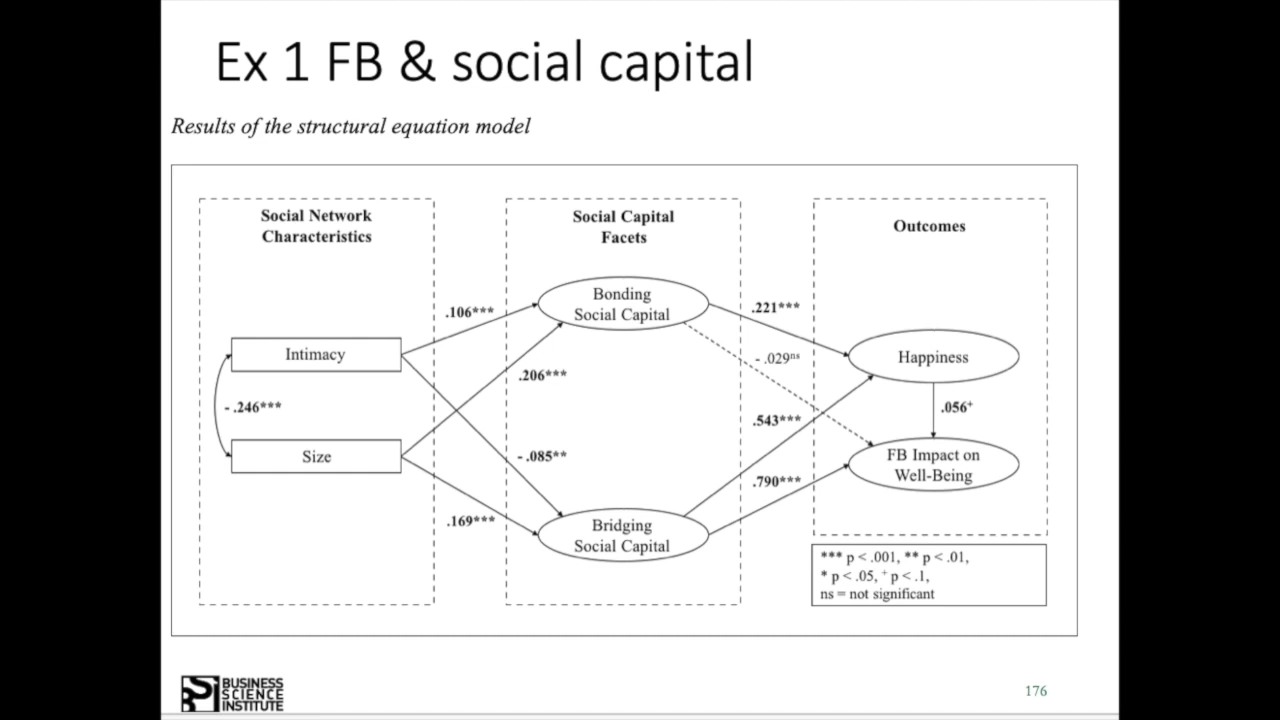 Ex 1 FB & social capital
Results of the structural equation model
Social Network
Characteristics
Social Capital
Facets
Outcomes
Bonding
Social Capital
.106***
.221***
Intimacy
- .029ⁿˢ
Happiness
.206***
- .246***
.543***
.056⁺
Size
- .085**
.790***
FB Impact on
Well-Being
.169***
Bridging
Social Capital
*** p < .001, ** p < .01,
* p < .05, ⁺ p < .1,
ns = not significant
BUSINESS
SCIENCE
INSTITUTE
176